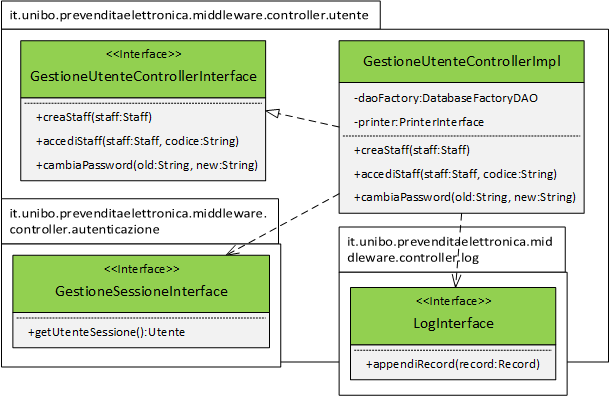 it.unibo.prevenditaelettronica.middleware.controller.utente
<<Interface>>
GestioneUtenteControllerInterface
+creaStaff(staff:Staff)
+accediStaff(staff:Staff, codice:String)
+cambiaPassword(old:String, new:String)
GestioneUtenteControllerImpl
-daoFactory:DatabaseFactoryDAO
-printer:PrinterInterface
+creaStaff(staff:Staff)
+accediStaff(staff:Staff, codice:String)
+cambiaPassword(old:String, new:String)
it.unibo.prevenditaelettronica.middleware.
controller.autenticazione
<<Interface>>
GestioneSessioneInterface
+getUtenteSessione():Utente
it.unibo.prevenditaelettronica.mid
dleware.controller.log
<<Interface>>
LogInterface
+appendiRecord(record:Record)